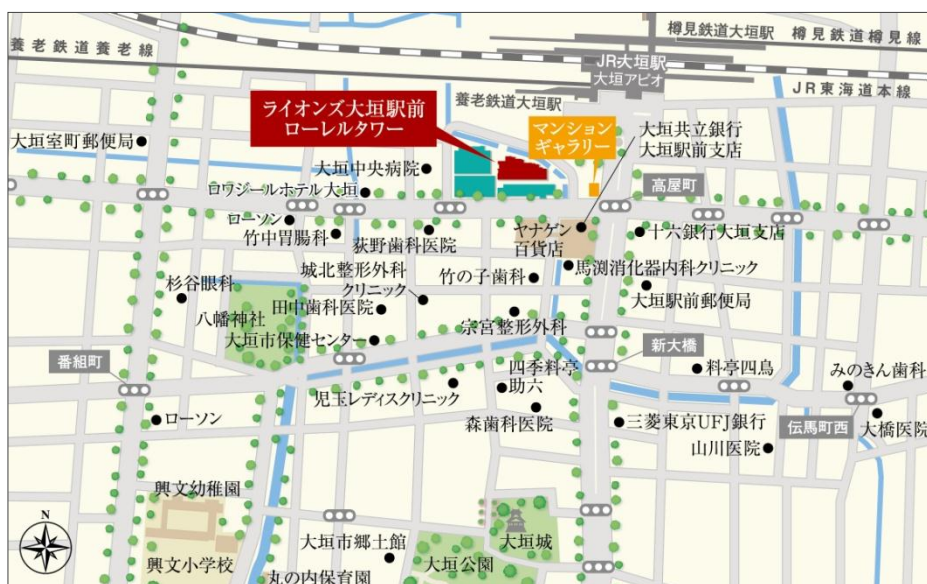 樽見鉄道大垣駅 樽見鉄道樽見線
養老鉄道養老線
JR大垣駅
大垣アピオ
JR東海道本線
養老鉄道大垣駅
ライオンズ大垣駅前
ローレルタワー
マンション
ギャラリー
大垣共立銀行
大垣駅前支店
大垣室町郵便局
大垣中央病院
ロワジールホテル大垣
高屋町
ローソン
竹中胃腸科
荻野歯科医院
ヤナゲン
百貨店
十六銀行大垣支店
城北整形外科
クリニック
竹の子歯科
馬渕消化器内科クリニック
杉谷眼科
大垣駅前郵便局
八幡神社
田中歯科医院
宗宮整形外科
大垣市保健センター
新大橋
番組町
四季料亭
助六
料亭四鳥
みのきん歯科
児玉レディスクリニック
森歯科医院
ローソン
三菱東京UFJ銀行
伝馬町西
大橋医院
山川医院
興文幼稚園
N
大垣市郷土館
大垣城
興文小学校
丸の内保育園
大垣公園